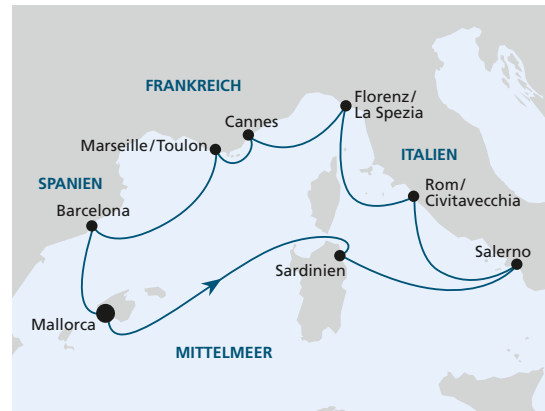 FRANKREICH
Florenz/
La Spezia
Cannes
Marseille/Toulon
ITALIEN
SPANIEN
Rom/
Civitavecchia
Barcelona
Salerno
Sardinien
Mallorca
MITTELMEER